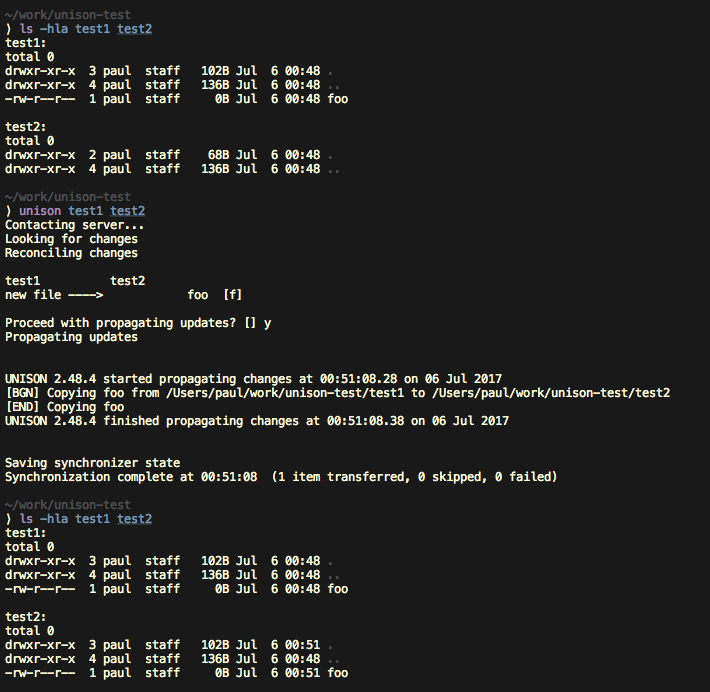 ~/work/unison-test
) ls -hla test1 test2
test1:
total 0
drwxr-xr-x  3 paul  staff   102B Jul  6 00:48 .
drwxr-xr-x  4 paul  staff   136B Jul  6 00:48 ..
-rw-r--r--  1 paul  staff     0B Jul  6 00:48 foo

test2:
total 0
drwxr-xr-x  2 paul  staff    68B Jul  6 00:48 .
drwxr-xr-x  4 paul  staff   136B Jul  6 00:48 ..

~/work/unison-test
) unison test1 test2
Contacting server...
Looking for changes
Reconciling changes

test1          test2
new file ---->            foo  [f]

Proceed with propagating updates? [] y
Propagating updates


UNISON 2.48.4 started propagating changes at 00:51:08.28 on 06 Jul 2017
[BGN] Copying foo from /Users/paul/work/unison-test/test1 to /Users/paul/work/unison-test/test2
[END] Copying foo
UNISON 2.48.4 finished propagating changes at 00:51:08.38 on 06 Jul 2017


Saving synchronizer state
Synchronization complete at 00:51:08  (1 item transferred, 0 skipped, 0 failed)

~/work/unison-test
) ls -hla test1 test2
test1:
total 0
drwxr-xr-x  3 paul  staff   102B Jul  6 00:48 .
drwxr-xr-x  4 paul  staff   136B Jul  6 00:48 ..
-rw-r--r--  1 paul  staff     0B Jul  6 00:48 foo

test2:
total 0
drwxr-xr-x  3 paul  staff   102B Jul  6 00:51 .
drwxr-xr-x  4 paul  staff   136B Jul  6 00:48 ..
-rw-r--r--  1 paul  staff     0B Jul  6 00:51 foo